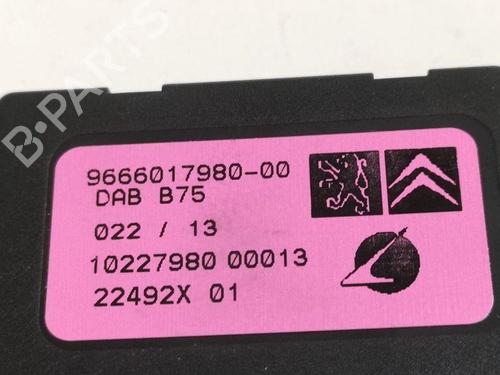 B-PARTS
9666017980-00
DAB B75
022 / 13
10227980 00013
22492X 01